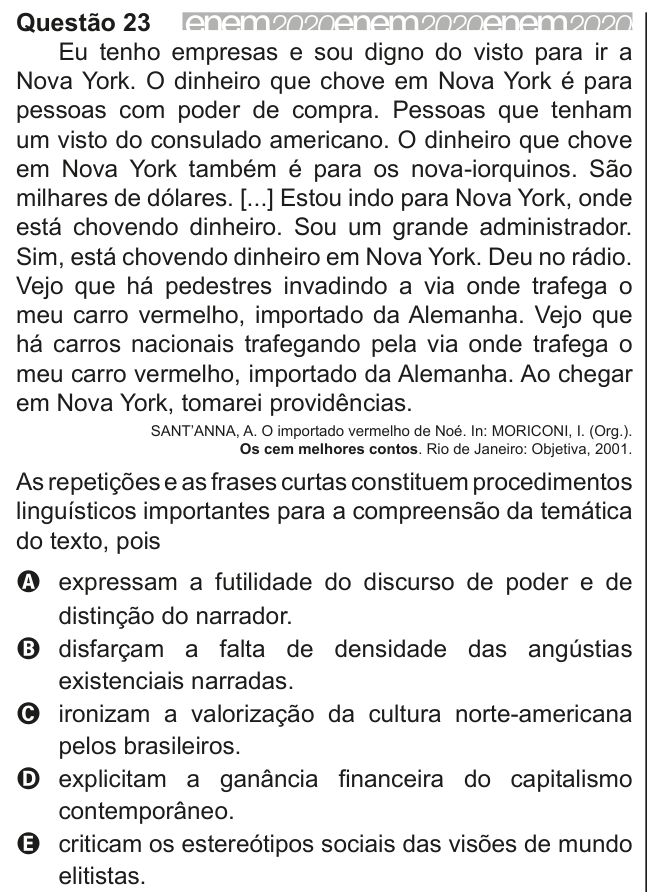 Questão 23 enem2020enem2020enem2020
Eu tenho empresas e sou digno do visto para ir a
Nova York. O dinheiro que chove em Nova York é para
pessoas com poder de compra. Pessoas que tenham
um visto do consulado americano. O dinheiro que chove
em Nova York também é para os nova-iorquinos. São
milhares de dólares. [...] Estou indo para Nova York, onde
está chovendo dinheiro. Sou um grande administrador.
Sim, está chovendo dinheiro em Nova York. Deu no rádio.
Vejo que há pedestres invadindo a via onde trafega o
meu carro vermelho, importado da Alemanha. Vejo que
há carros nacionais trafegando pela via onde trafega o
meu carro vermelho, importado da Alemanha. Ao chegar
em Nova York, tomarei providências.
SANT'ANNA, A. O importado vermelho de Noé. In: MORICONI, I. (Org.).
Os cem melhores contos. Rio de Janeiro: Objetiva, 2001.
As repetições e as frases curtas constituem procedimentos
linguísticos importantes para a compreensão da temática
do texto, pois
A expressam a futilidade do discurso de poder e de
distinção do narrador.
B disfarçam a falta de densidade das angústias
existenciais narradas.
C ironizam a valorização da cultura norte-americana
pelos brasileiros.
D explicitam a ganância financeira do capitalismo
contemporâneo.
E criticam os estereótipos sociais das visões de mundo
elitistas.